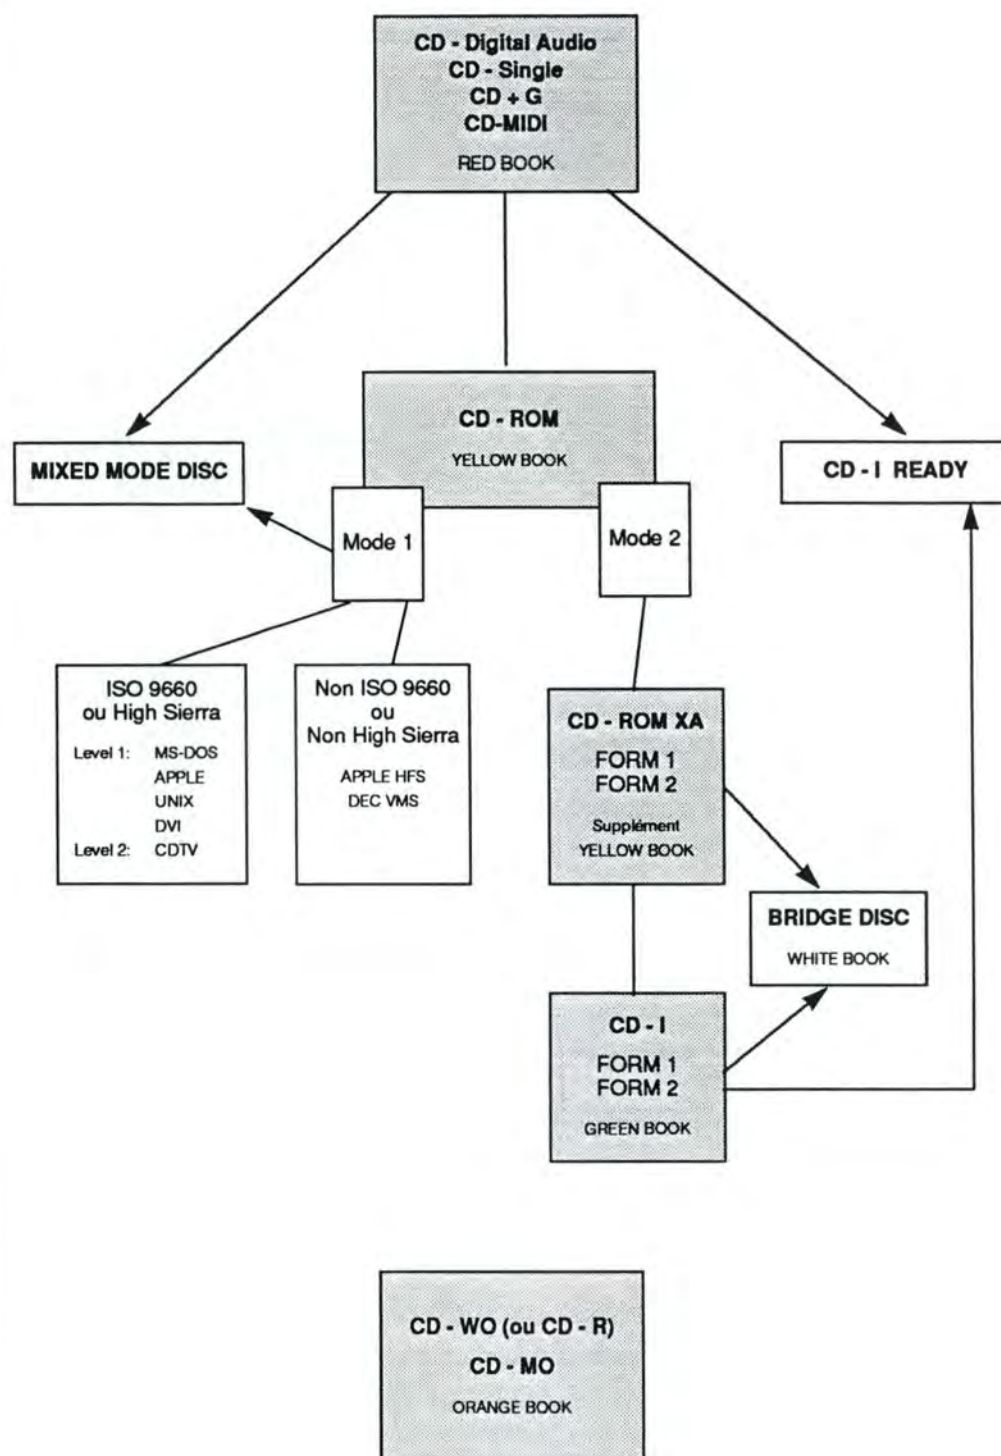 CD - Digital Audio
CD - Single
CD + G
CD-MIDI
RED BOOK
CD - ROM
YELLOW BOOK
MIXED MODE DISC
CD - I READY
Mode 1
Mode 2
ISO 9660
ou High Sierra
Level 1: MS-DOS
APPLE
UNIX
DVI
Level 2: CDTV
Non ISO 9660
ou
Non High Sierra
APPLE HFS
DEC VMS
CD - ROM XA
FORM 1
FORM 2
Supplément
YELLOW BOOK
BRIDGE DISC
WHITE BOOK
CD - I
FORM 1
FORM 2
GREEN BOOK
CD - WO (ou CD - R)
CD - MO
ORANGE BOOK